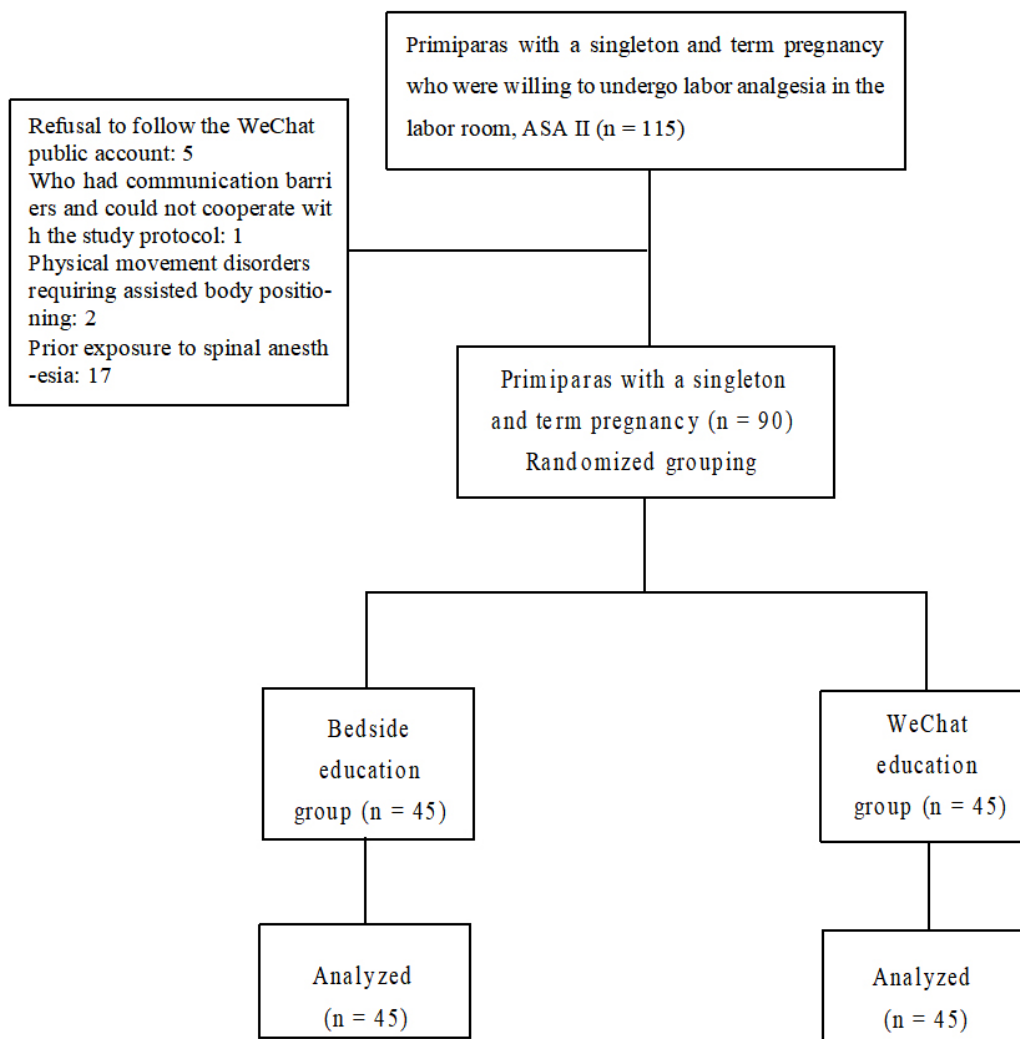 Primiparas with a singleton and term pregnancy
who were willing to undergo labor analgesia in the
labor room, ASA II (n = 115)
Refusal to follow the WeChat
public account: 5
Who had communication barri
ers and could not cooperate wit
h the study protocol: 1
Physical movement disorders
requiring assisted body positio-
ning: 2
Prior exposure to spinal anesth
-esia: 17
Primiparas with a singleton
and term pregnancy (n = 90)
Randomized grouping
Bedside
education
group (n = 45)
WeChat
education
group (n = 45)
Analyzed
(n = 45)
Analyzed
(n = 45)